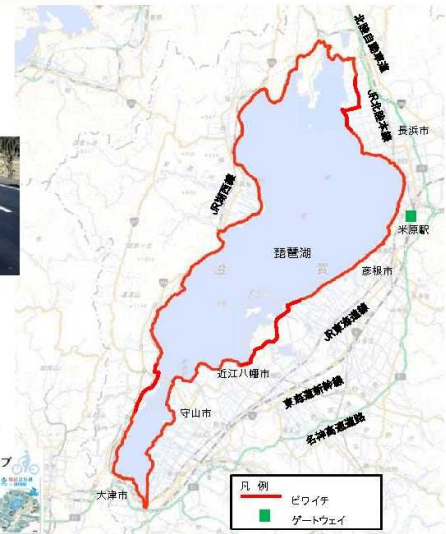 北陸自動車道
JR北陸本線
長浜市
JR湖西線
米原駅
琵琶湖
滋賀
彦根市
JR東海道線
近江八幡市
東海道新幹線
守山市
名神高速道路
プ
大津市
凡 例
ビワイチ
ゲートウェイ